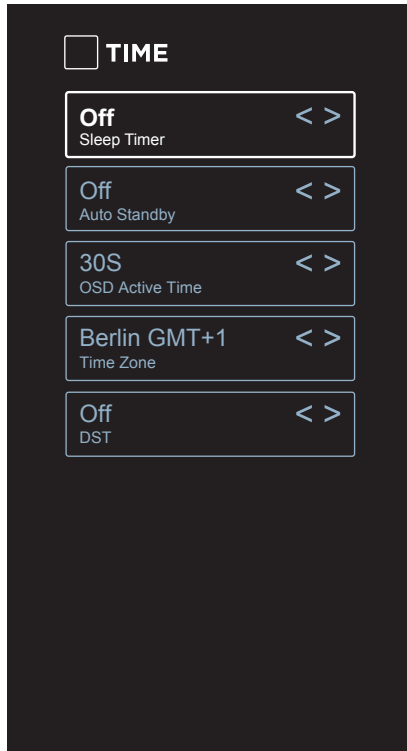 TIME
Off < >
Sleep Timer
Off < >
Auto Standby
30S < >
OSD Active Time
Berlin GMT+1 < >
Time Zone
Off < >
DST